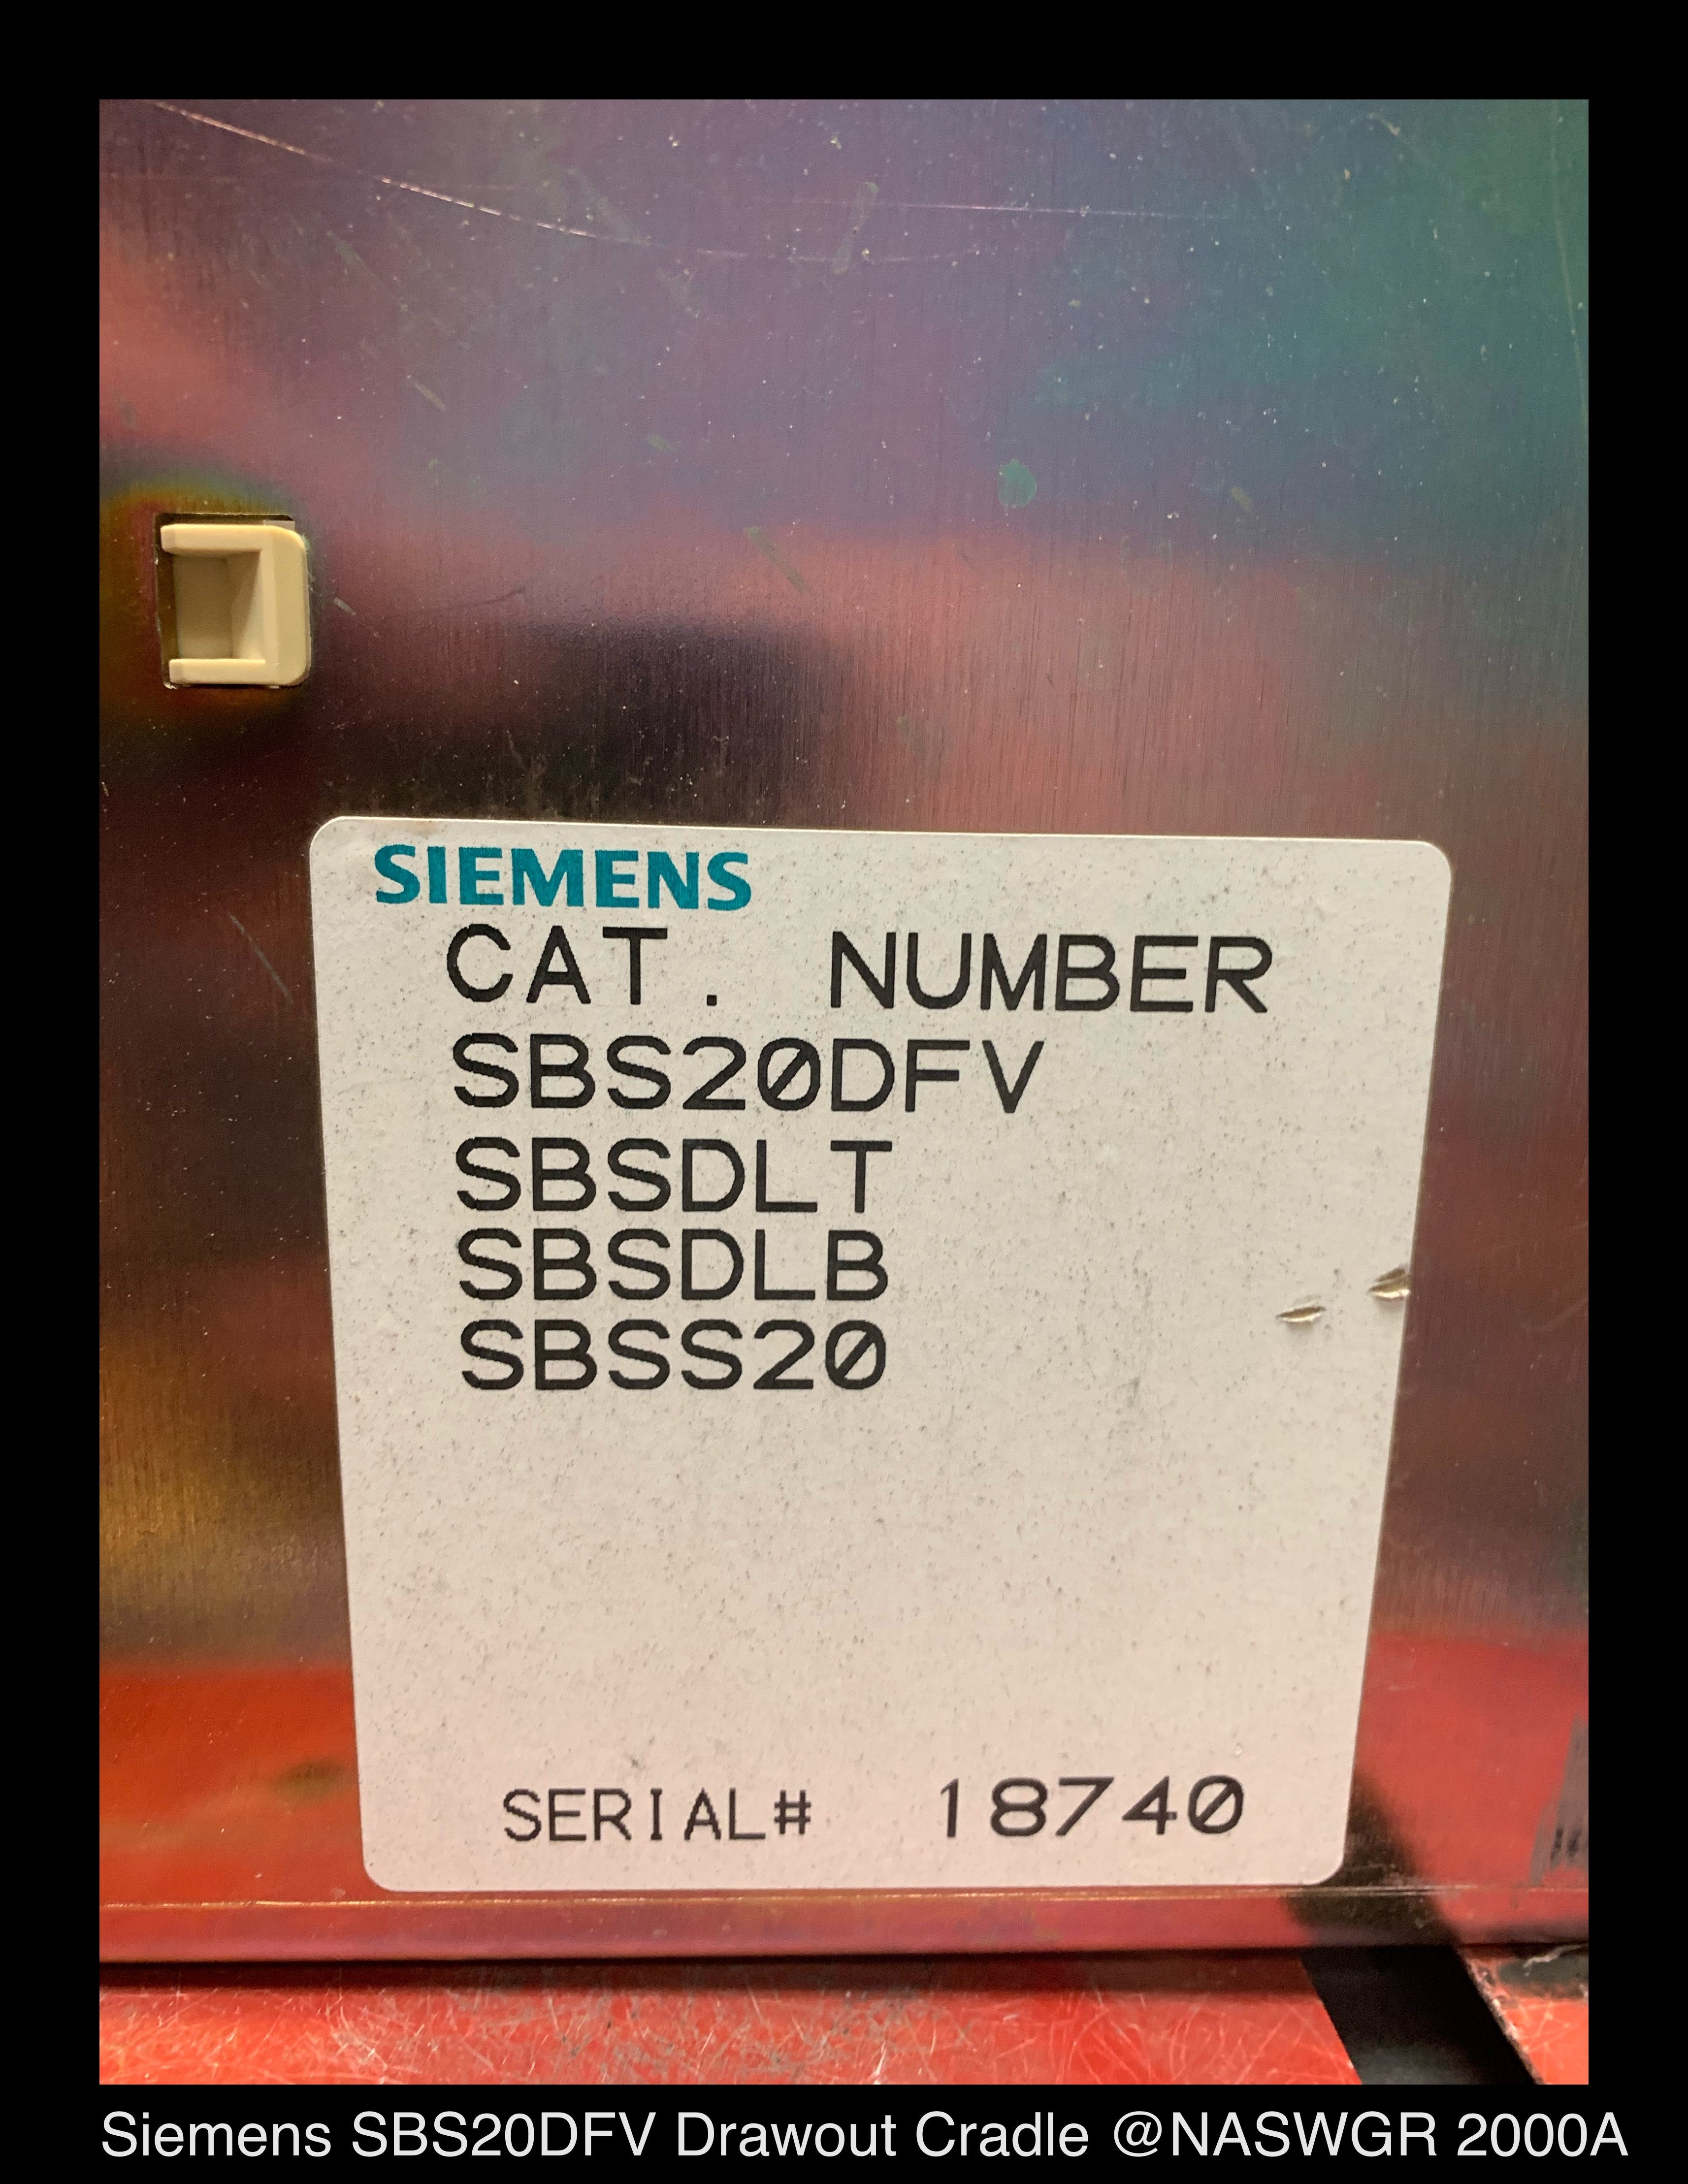 SIEMENS
CAT. NUMBER
SBS20DFV
SBSDLT
SBSDLB
SBSS20
SERIAL# 18740
Siemens SBS20DFV Drawout Cradle @NASWGR 2000A